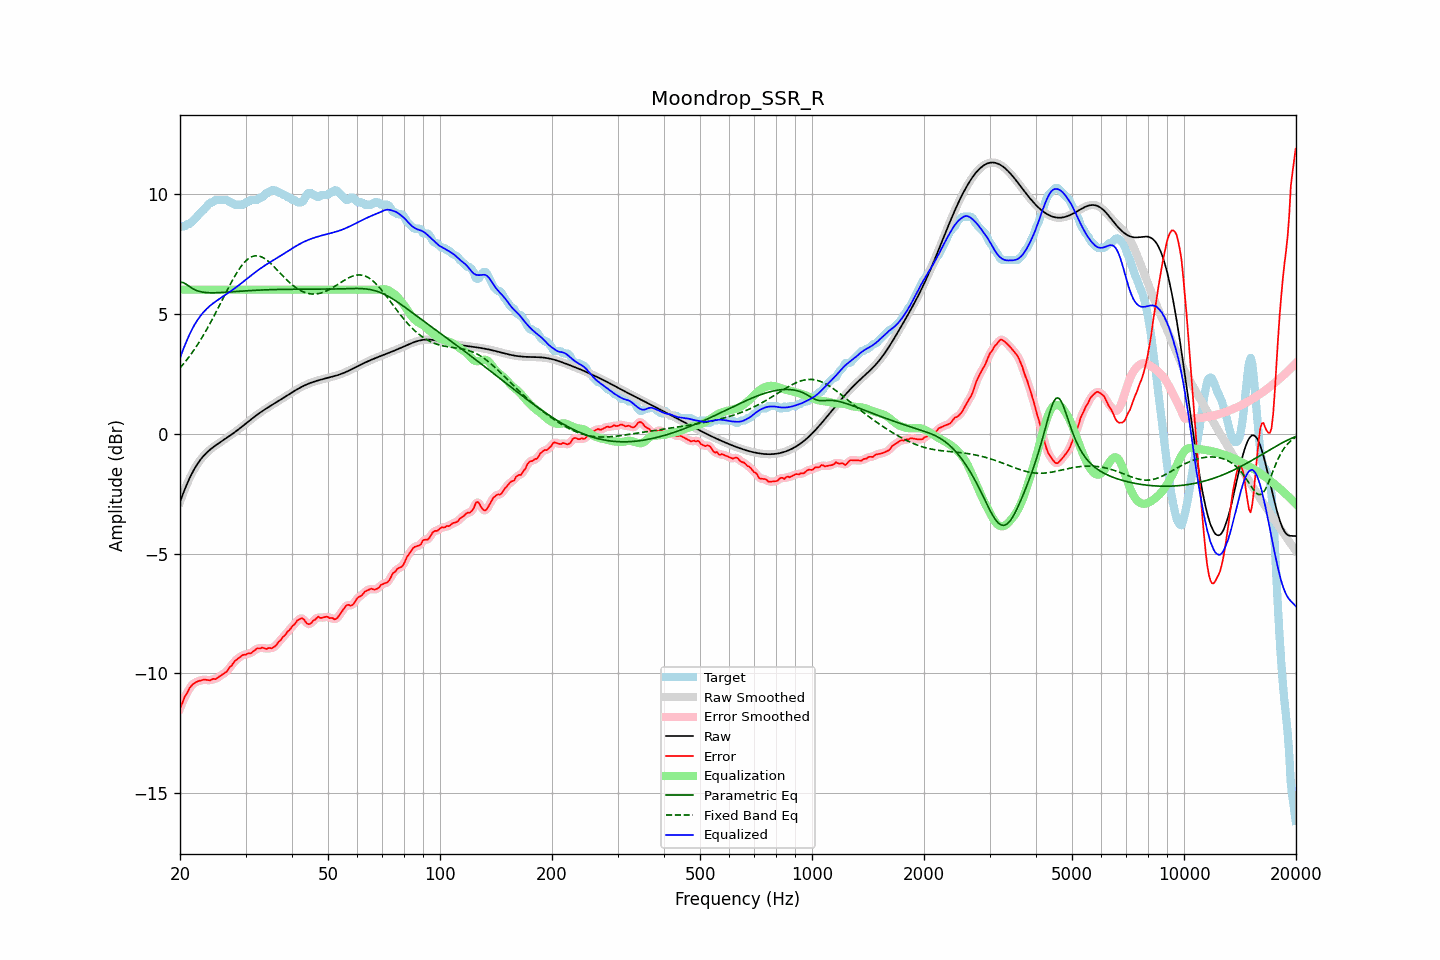 Moondrop_SSR_R
Amplitude (dBr)
10
5
0
−5
−10
−15
Target
Raw Smoothed
Error Smoothed
Raw
Error
Equalization
Parametric Eq
Fixed Band Eq
Equalized
20
50
100
200
500
1000
2000
5000
10000
20000
Frequency (Hz)